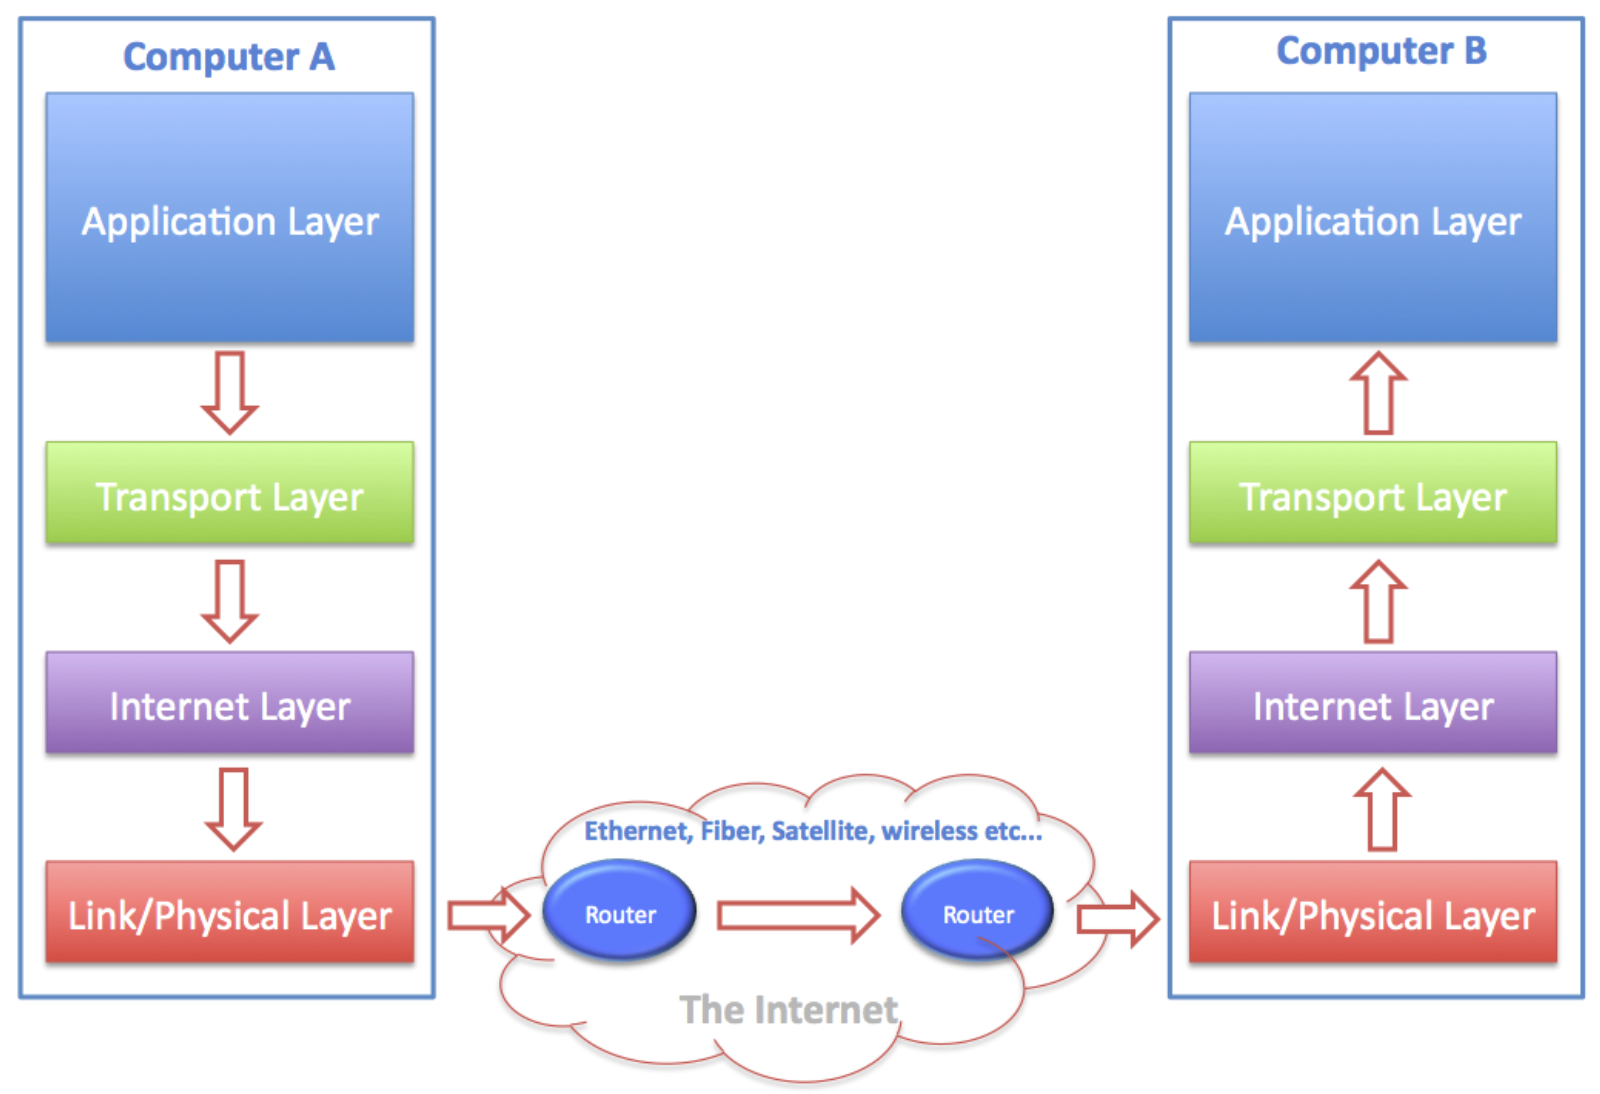 Computer A
Application Layer
Transport Layer
Internet Layer
Link/Physical Layer
Ethernet, Fiber, Satellite, wireless etc...
Router
Router
The Internet
Computer B
Application Layer
Transport Layer
Internet Layer
Link/Physical Layer